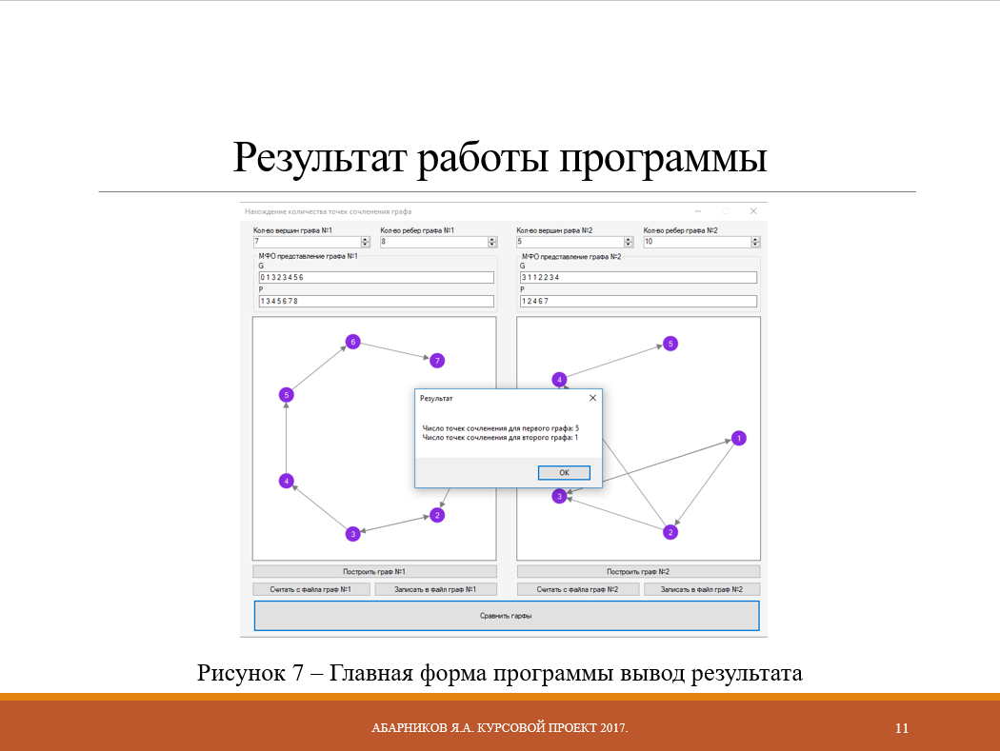 Результат работы программы
Нахождение количества точек сочленения графа
Кол-во вершин графа №1
Кол-во ребер графа №1
Кол-во вершин рафа №2
Кол-во ребер графа №2
7
8
5
10
МФО представление графа №1
G
0 1 3 2 3 4 5 6
P
1 3 4 5 6 7 8
МФО представление графа №2
G
3 1 1 2 2 3 4
P
1 2 4 6 7
6
7
5
4
3
2
5
4
1
3
2
Результат
Число точек сочленения для первого графа: 5
Число точек сочленения для второго графа: 1
OK
Построить граф №1
Построить граф №2
Считать с файла граф №1
Записать в файл граф №1
Считать с файла граф №2
Записать в файл граф №2
Сравнить гарфы
Рисунок 7 – Главная форма программы вывод результата
АБАРНИКОВ Я.А. КУРСОВОЙ ПРОЕКТ 2017.
11